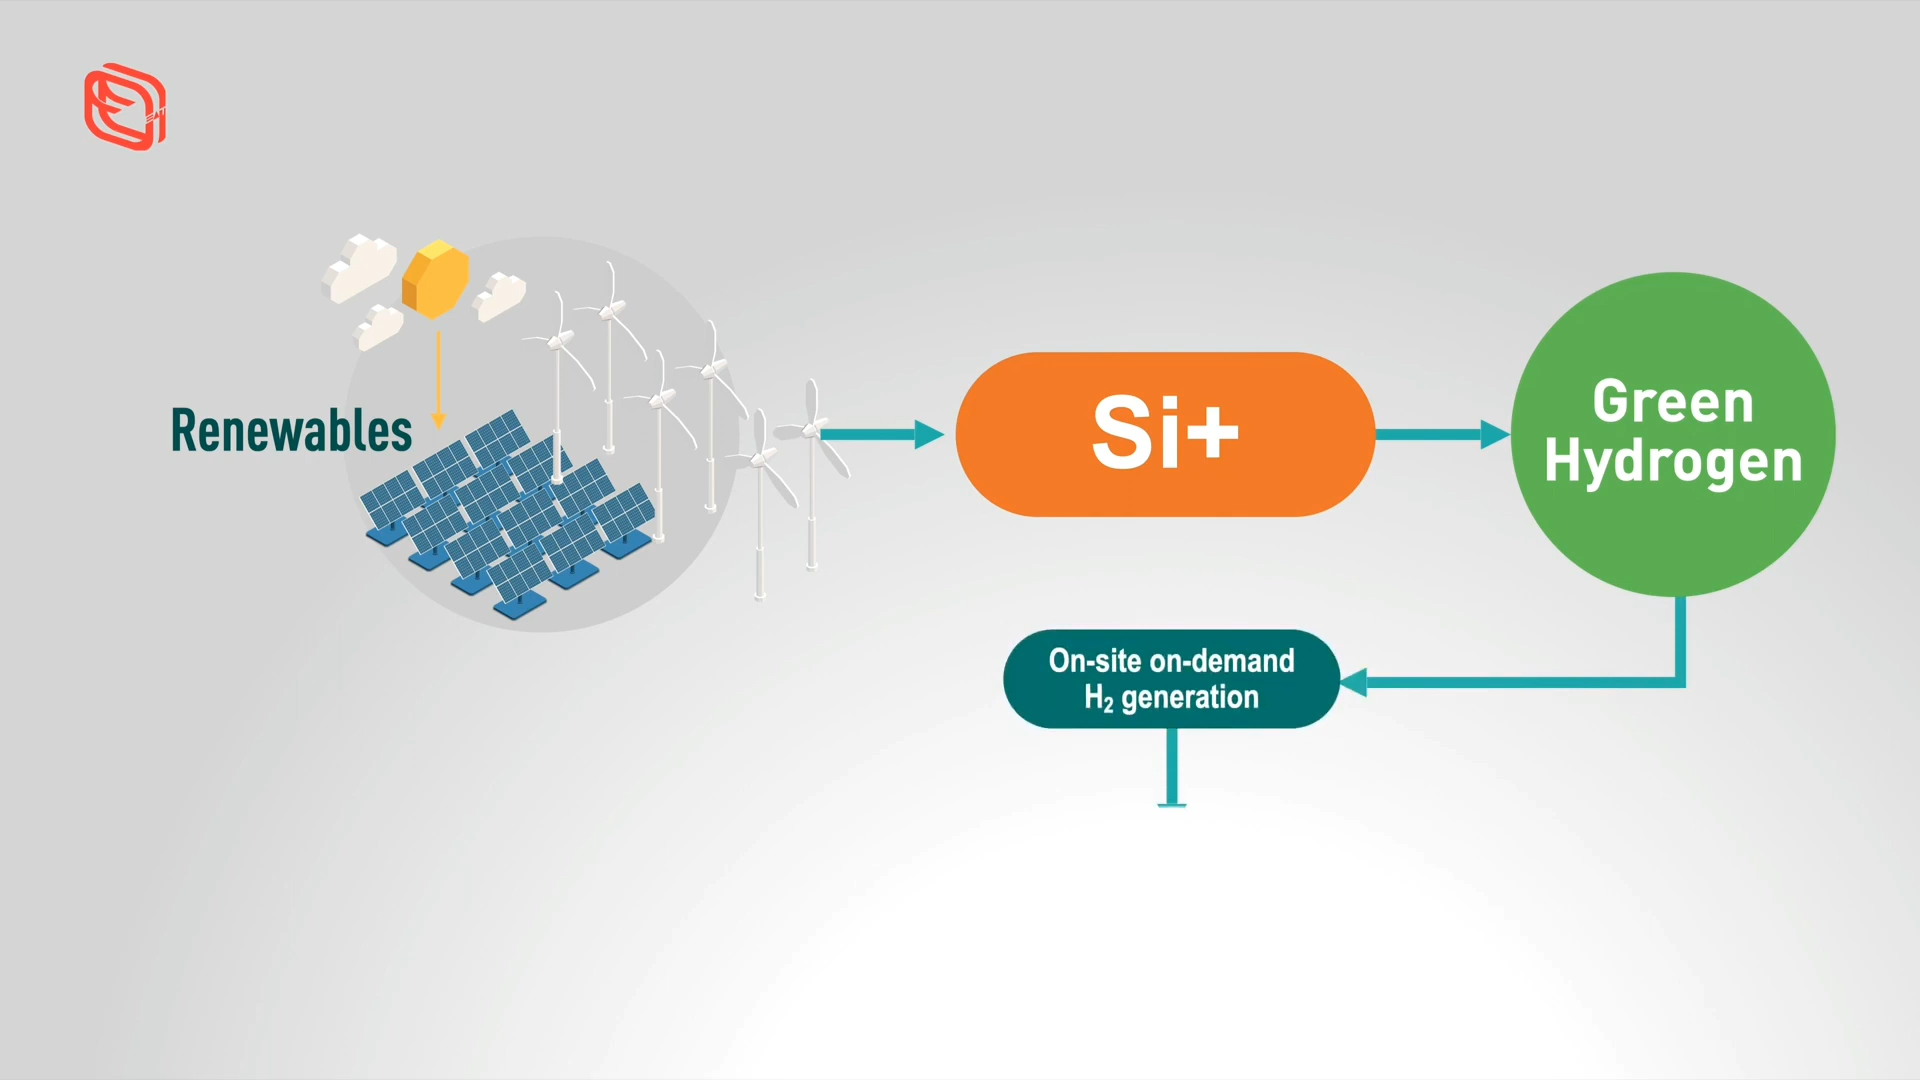 Renewables
Si+
Green
Hydrogen
On-site on-demand
H₂ generation